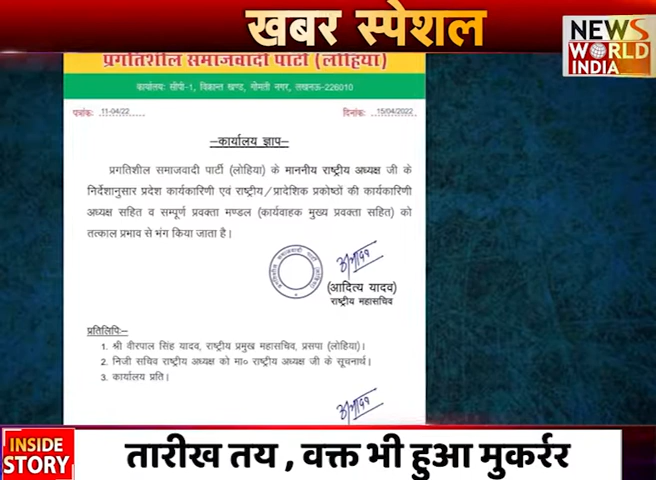 खबर स्पेशल
NEWS
WORLD
INDIA
प्रगतिशील समाजवादी पार्टी (लोहिया)
कार्यालयः सीपी-1, विक्रान्त खण्ड, गोमती नगर, लखनऊ-226010
पत्रांकः 11-04/22
दिनांकः 15/04/2022
-कार्यालय ज्ञाप-
प्रगतिशील समाजवादी पार्टी (लोहिया) के माननीय राष्ट्रीय अध्यक्ष जी के
निर्देशानुसार प्रदेश कार्यकारिणी एवं राष्ट्रीय/प्रादेशिक प्रकोष्ठों की कार्यकारिणी
अध्यक्ष सहित व सम्पूर्ण प्रवक्ता मण्डल (कार्यवाहक मुख्य प्रवक्ता सहित) को
तत्काल प्रभाव से भंग किया जाता है।
(आदित्य यादव)
राष्ट्रीय महासचिव
प्रतिलिपिः-
1. श्री वीरपाल सिंह यादव, राष्ट्रीय प्रमुख महासचिव, प्रसपा (लोहिया)।
2. निजी सचिव राष्ट्रीय अध्यक्ष को मा० राष्ट्रीय अध्यक्ष जी के सूचनार्थ।
3. कार्यालय प्रति।
INSIDE
STORY
तारीख तय , वक्त भी हुआ मुकर्रर